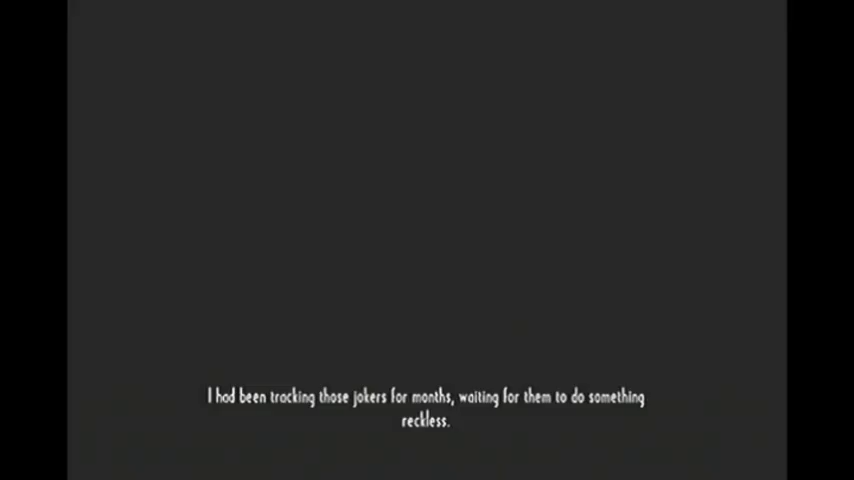 I had been tracking those jokers for months, waiting for them to do something
reckless.